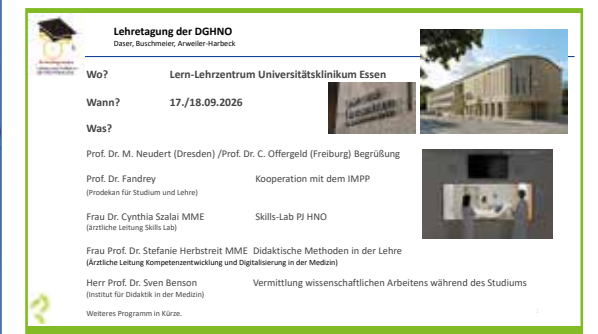 Lehretagung der DGHNO
Daser, Buschmeier, Arweiler-Harbeck
Wo? Lern-Lehrzentrum Universitätsklinikum Essen
Wann? 17./18.09.2026
Was?
Prof. Dr. M. Neudert (Dresden) /Prof. Dr. C. Offergeld (Freiburg) Begrüßung
Prof. Dr. Fandrey Kooperation mit dem IMPP
(Prodekan für Studium und Lehre)
Frau Dr. Cynthia Szalai MME Skills-Lab PJ HNO
(ärztliche Leitung Skills Lab)
Frau Prof. Dr. Stefanie Herbstreit MME Didaktische Methoden in der Lehre
(Ärztliche Leitung Kompetenzentwicklung und Digitalisierung in der Medizin)
Herr Prof. Dr. Sven Benson Vermittlung wissenschaftlichen Arbeitens während des Studiums
(Institut für Didaktik in der Medizin)
Weiteres Programm in Kürze.